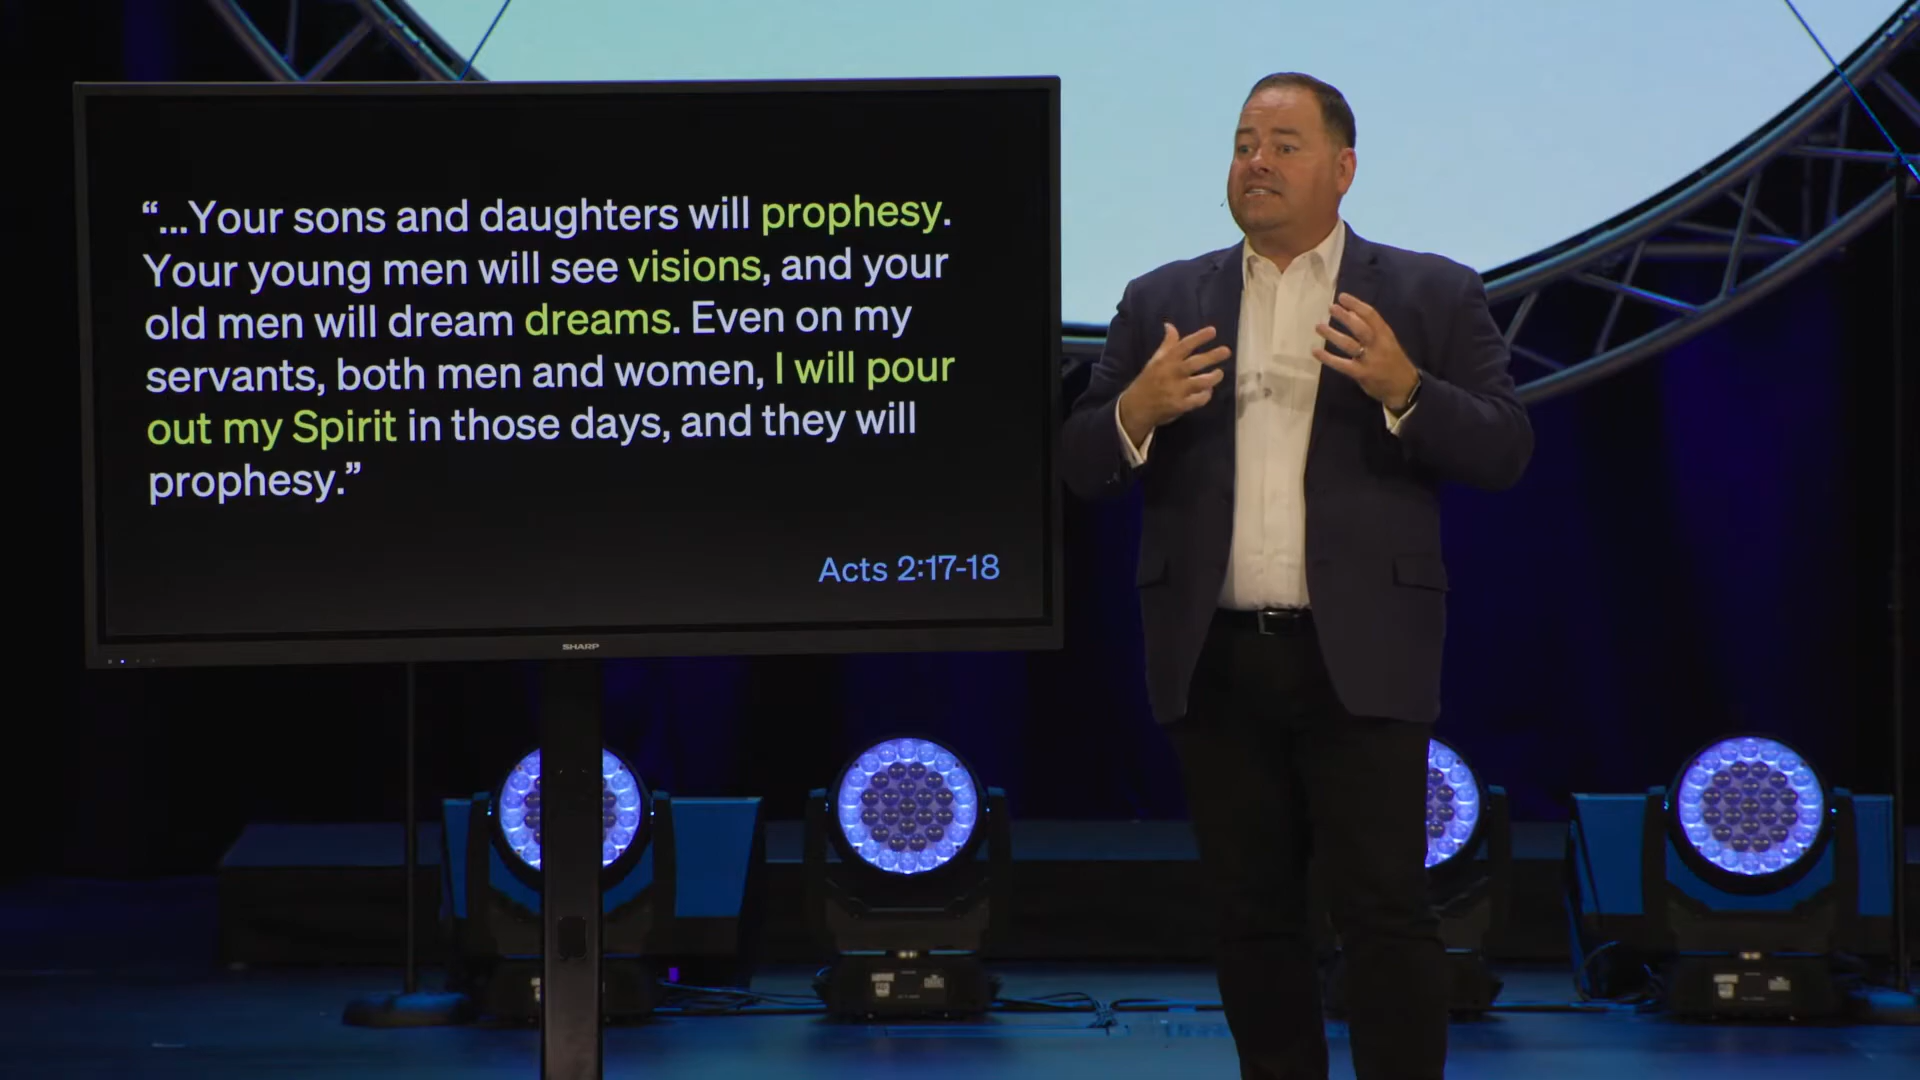 “...Your sons and daughters will prophesy.
Your young men will see visions, and your
old men will dream dreams. Even on my
servants, both men and women, I will pour
out my Spirit in those days, and they will
prophesy.”
Acts 2:17-18
SHARP